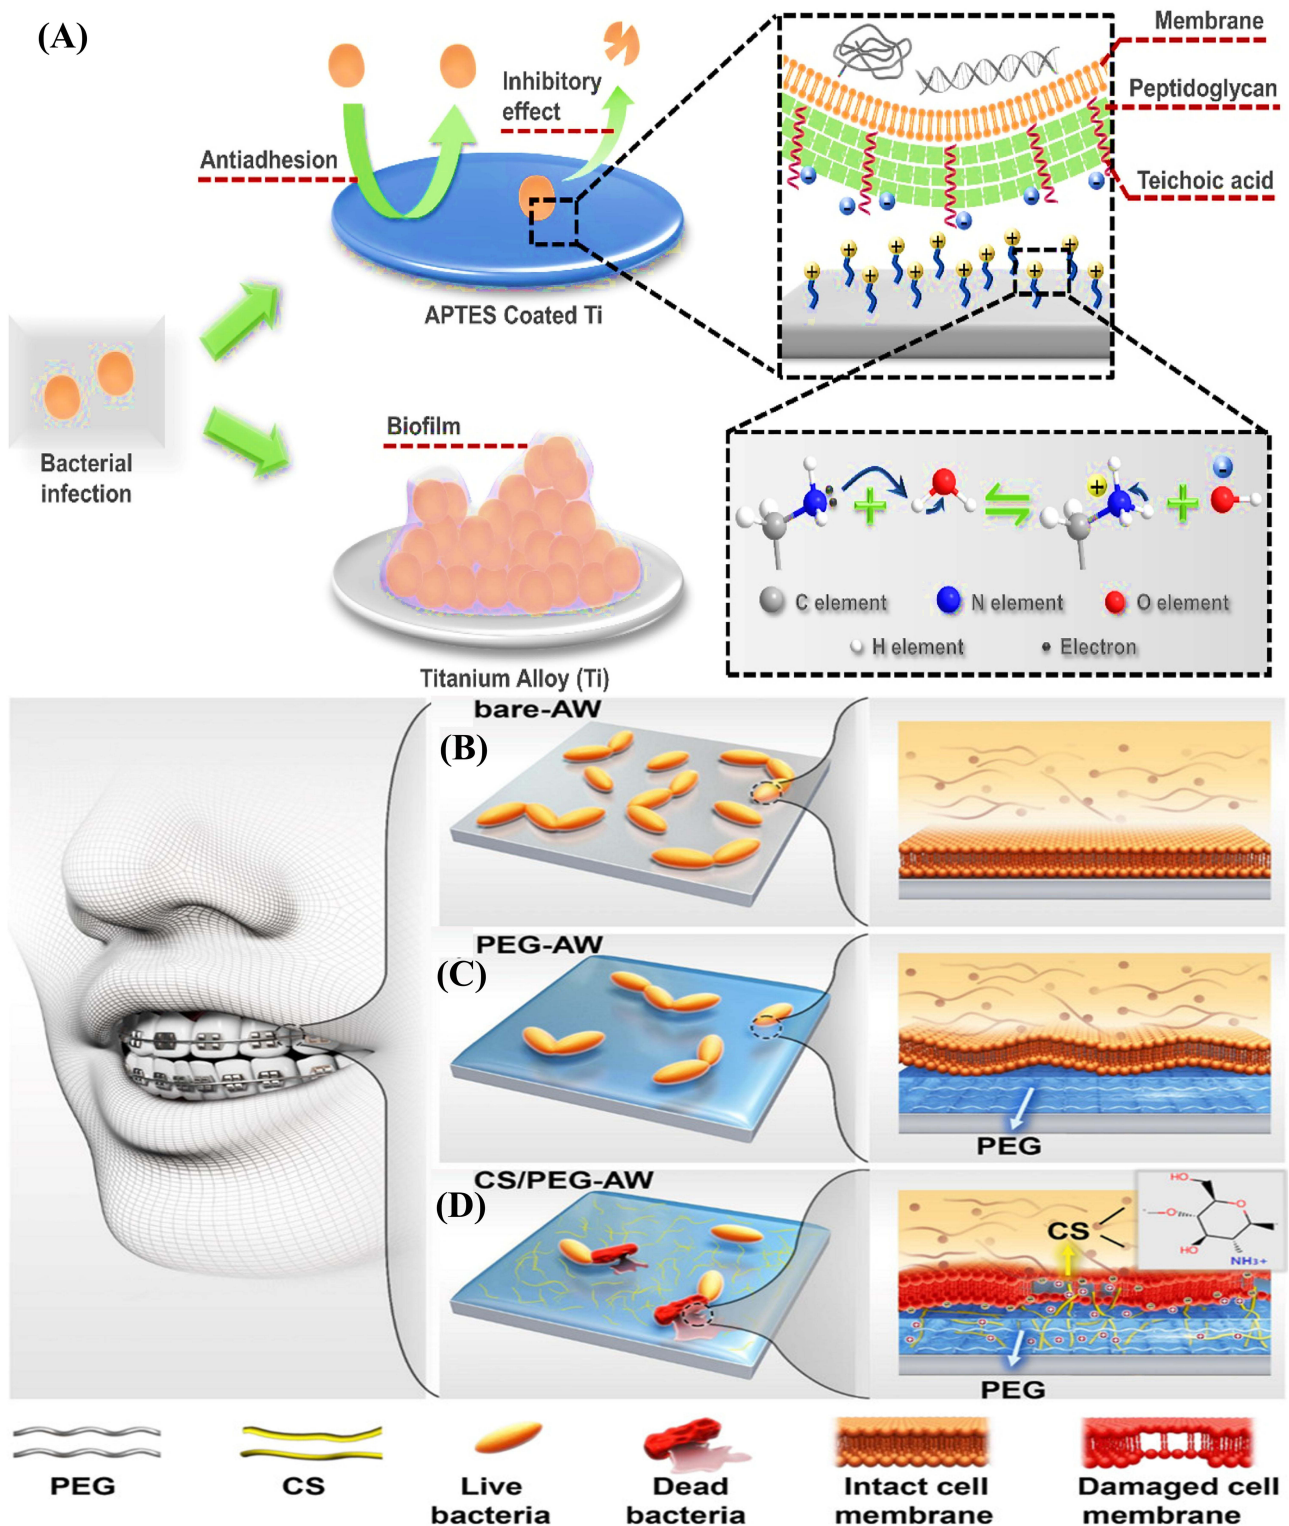 (A)
Membrane
Inhibitory
effect
Peptidoglycan
Antiadhesion
Teichoic acid
APTES Coated Ti
Biofilm
Bacterial
infection
C element
N element
O element
H element
Electron
Titanium Alloy (Ti)
bare-AW
(B)
PEG-AW
(C)
PEG
CS/PEG-AW
(D)
HO
O
O
HO
NH3+
CS
PEG
PEG
CS
Live
bacteria
Dead
bacteria
Intact cell
membrane
Damaged cell
membrane